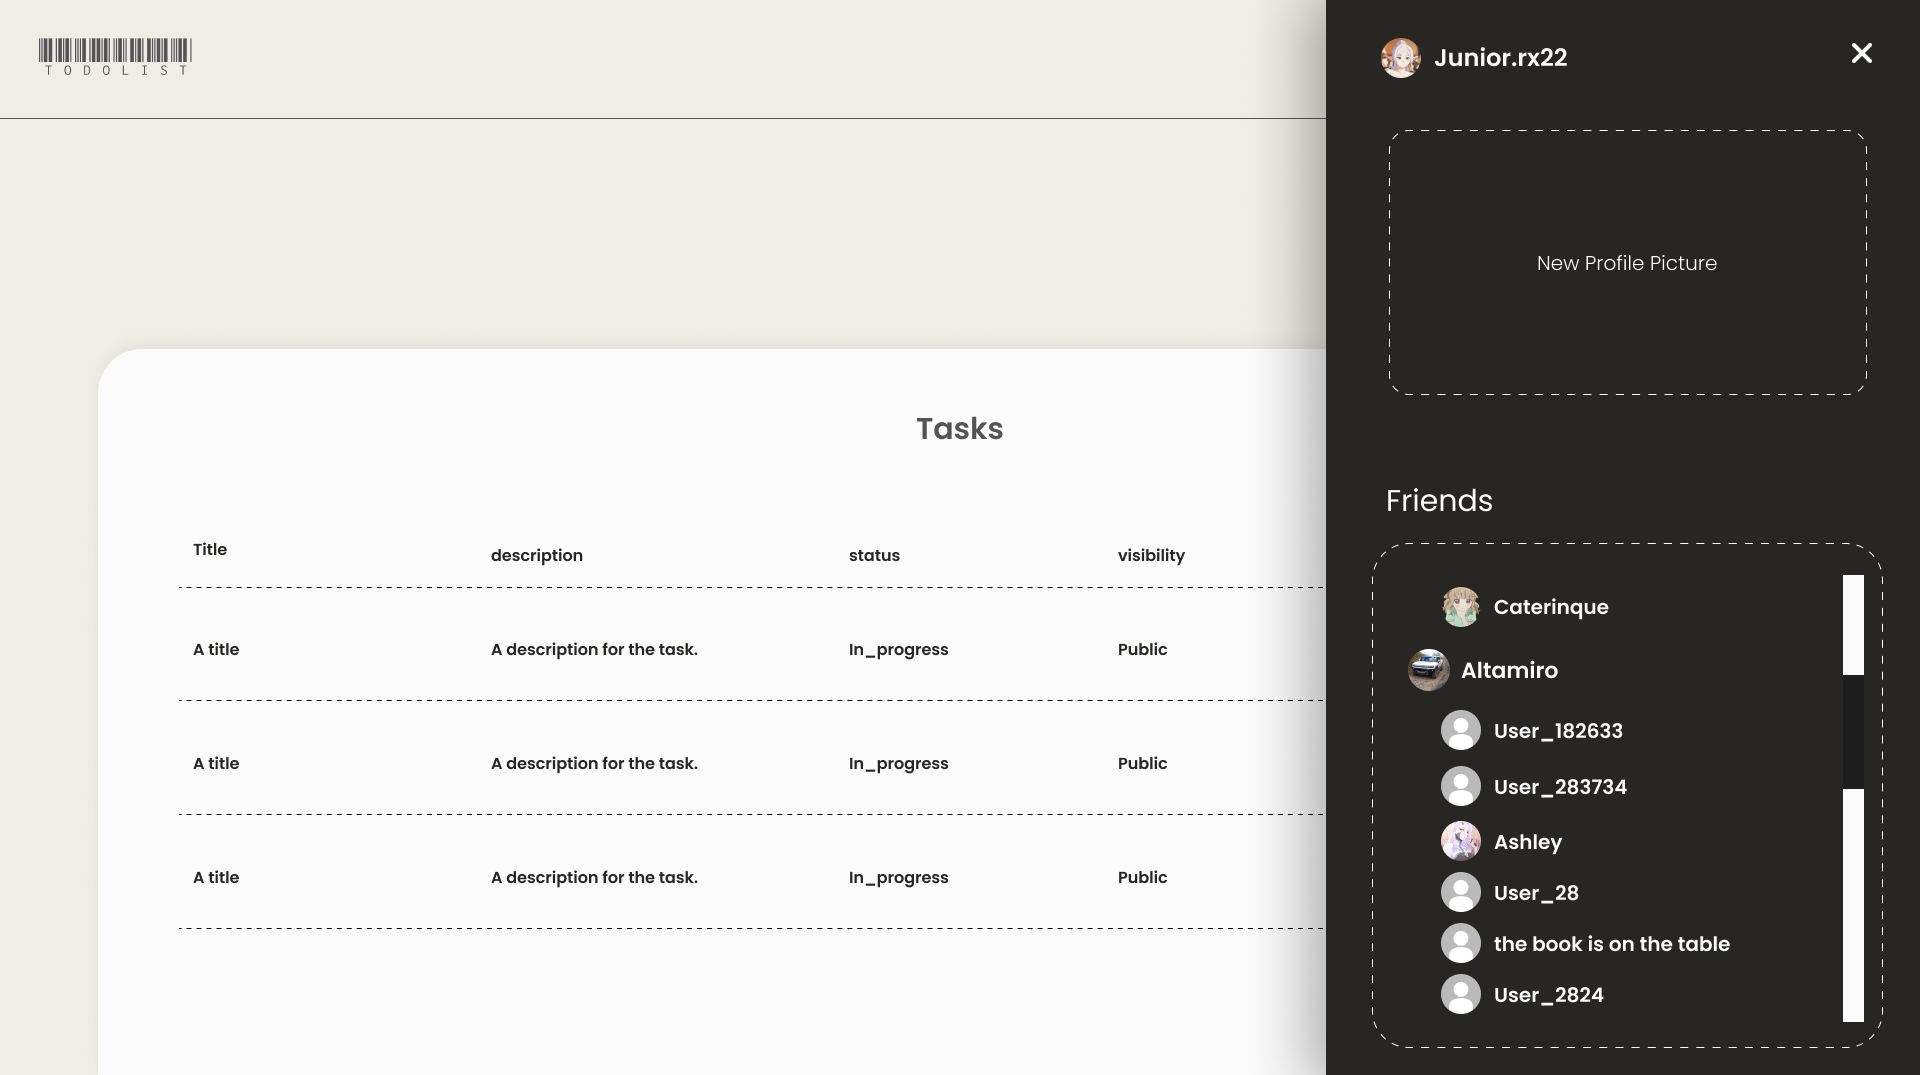 TODOLIST
Junior.rx22
New Profile Picture
Tasks
Title description status visibility
A title A description for the task. In_progress Public
A title A description for the task. In_progress Public
A title A description for the task. In_progress Public
Friends
Caterinque
Altamiro
User_182633
User_283734
Ashley
User_28
the book is on the table
User_2824